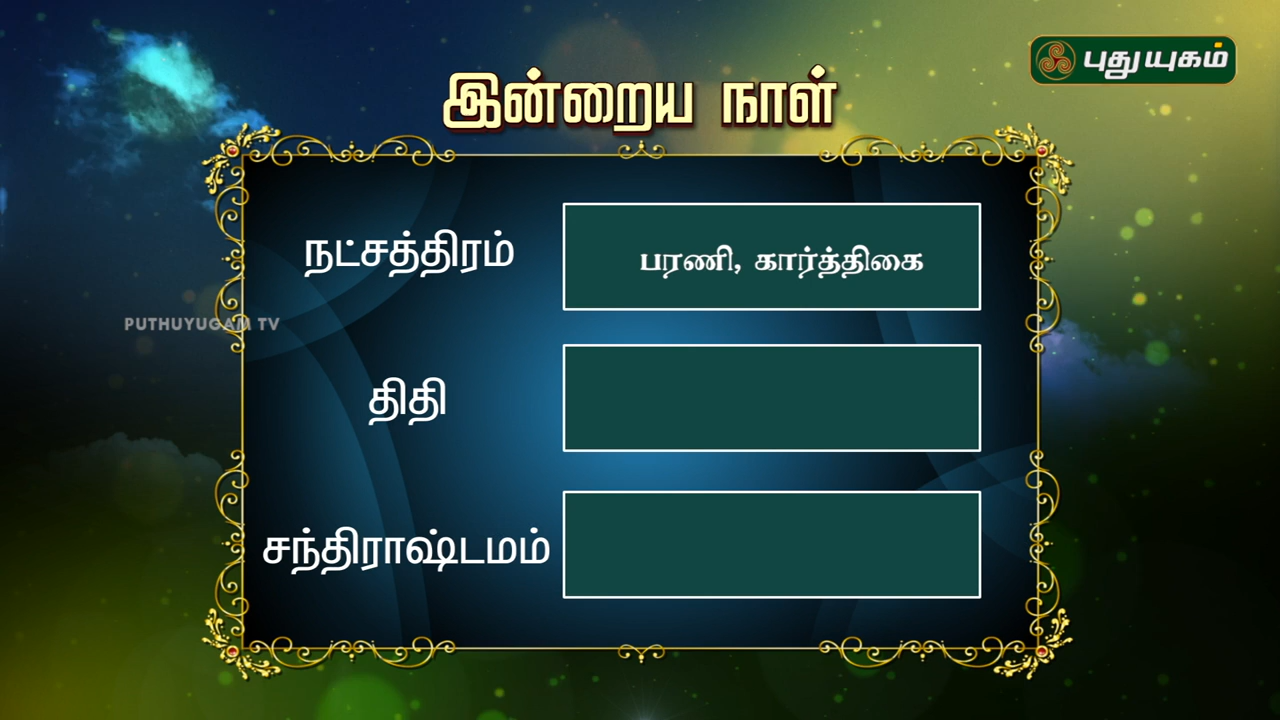 புதுயுகம்
இன்றைய நாள்
நட்சத்திரம்
பரணி, கார்த்திகை
PUTHUYUGAM TV
திதி
சந்திராஷ்டமம்